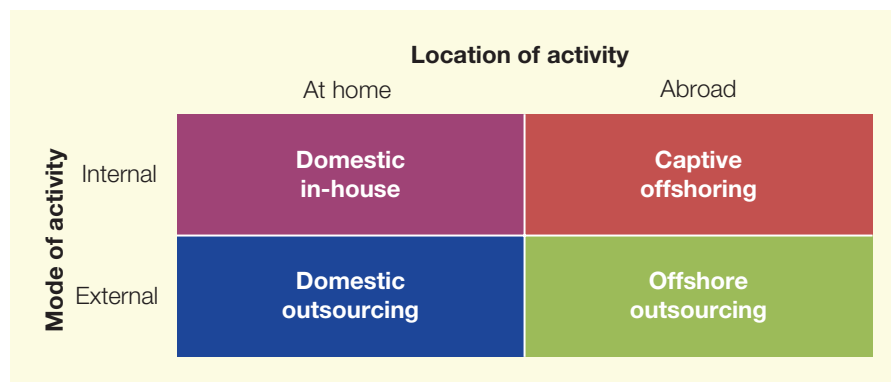 Location of activity
At home
Abroad
Mode of activity
Internal
Domestic
in-house
Captive
offshoring
External
Domestic
outsourcing
Offshore
outsourcing